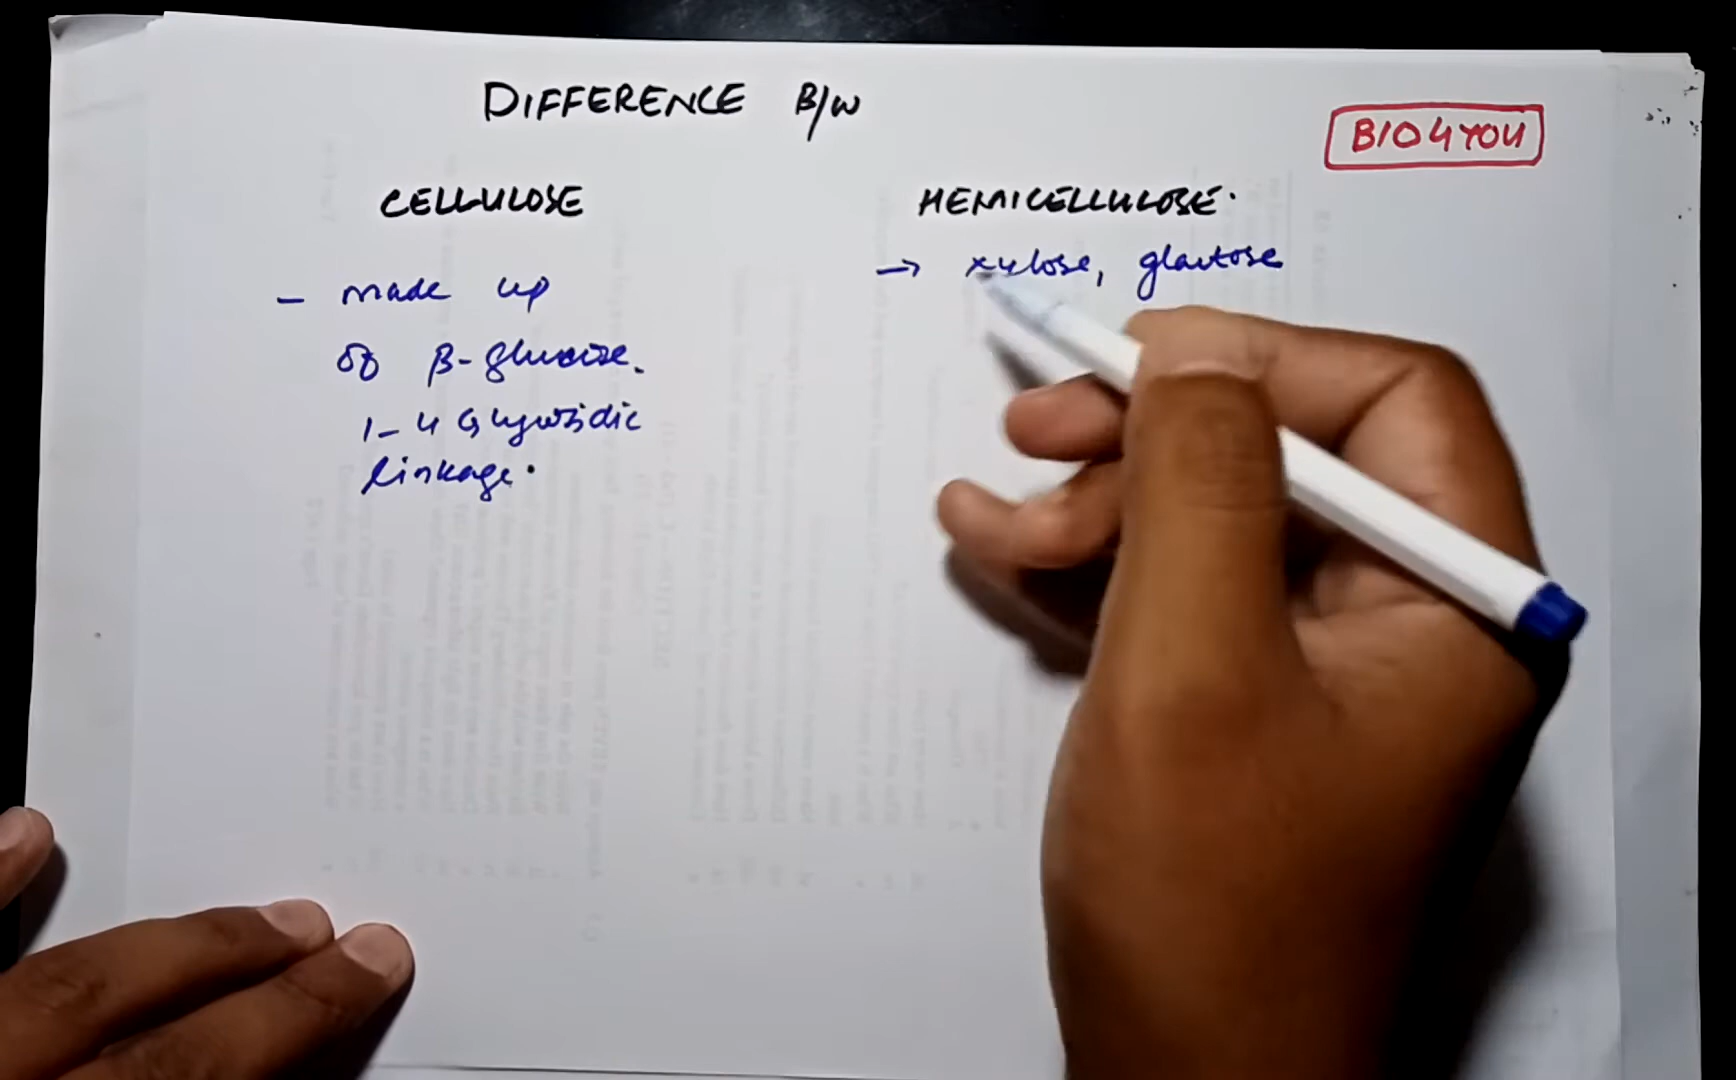 DIFFERENCE B/W
BIO4YOU
CELLULOSE
HEMICELLULOSE.
- made up
of β-glucose.
1-4 Glycosidic
linkage.
→ xylose, glactose